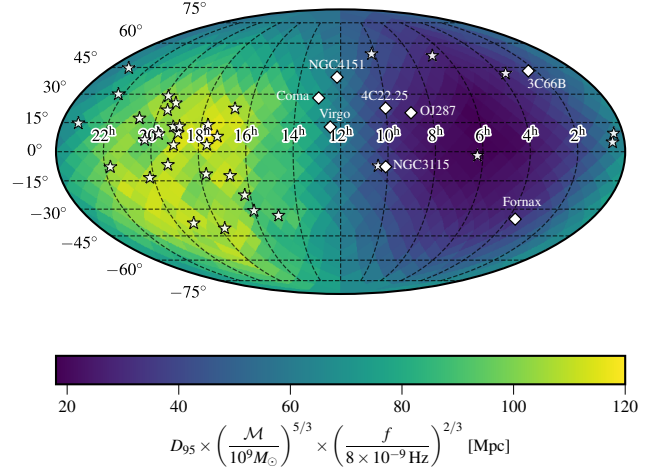 75°
60°
45°
30°
15°
0°
−15°
−30°
−45°
−60°
−75°
NGC4151
3C66B
Coma
4C22.25
OJ287
Virgo
22h 20h 18h 16h 14h 12h 10h 8h 6h 4h 2h
NGC3115
Fornax
20 40 60 80 100 120
D₉₅ × (ℳ / 10⁹M⊙)^5/3 × (f / 8 × 10⁻⁹ Hz)^2/3 [Mpc]